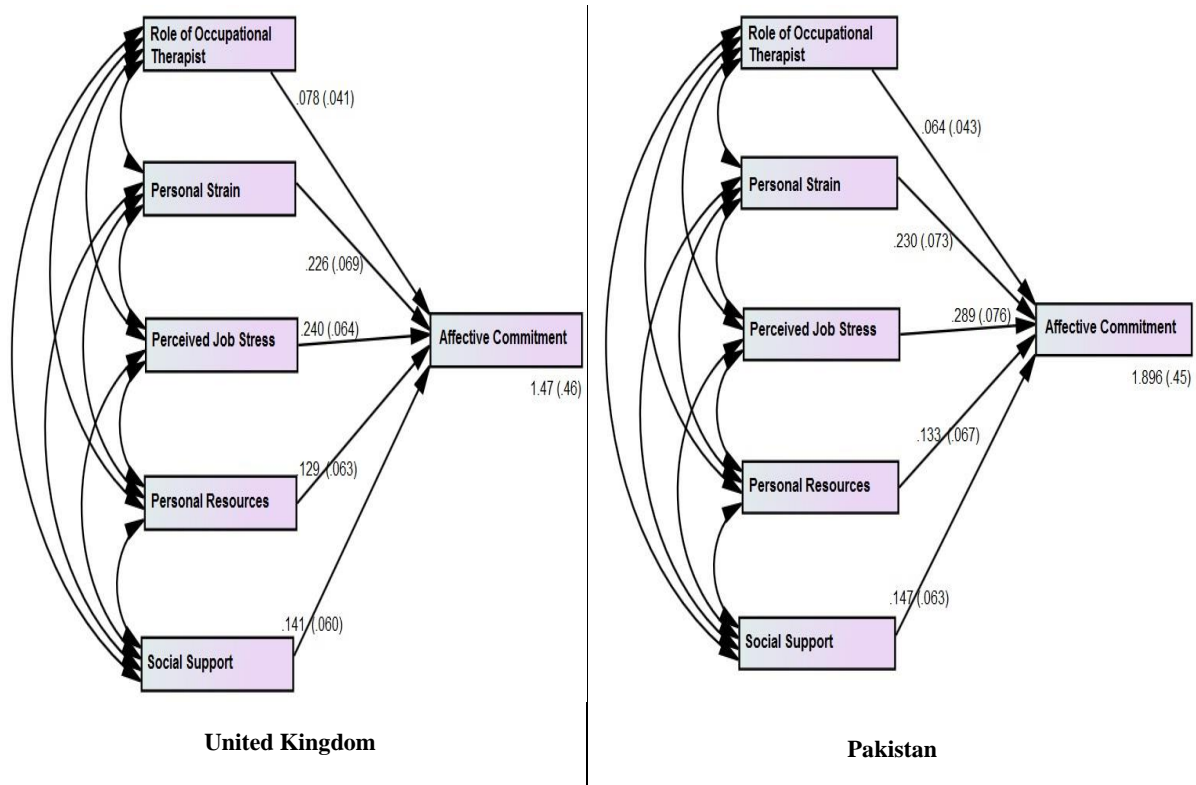 Role of Occupational
Therapist
.078 (.041)
Personal Strain
.226 (.069)
Perceived Job Stress
.240 (.064)
Affective Commitment
1.47 (.46)
.129 (.063)
Personal Resources
.141 (.060)
Social Support
United Kingdom
Role of Occupational
Therapist
.064 (.043)
Personal Strain
.230 (.073)
Perceived Job Stress
.289 (.076)
Affective Commitment
1.896 (.45)
.133 (.067)
Personal Resources
.147 (.063)
Social Support
Pakistan